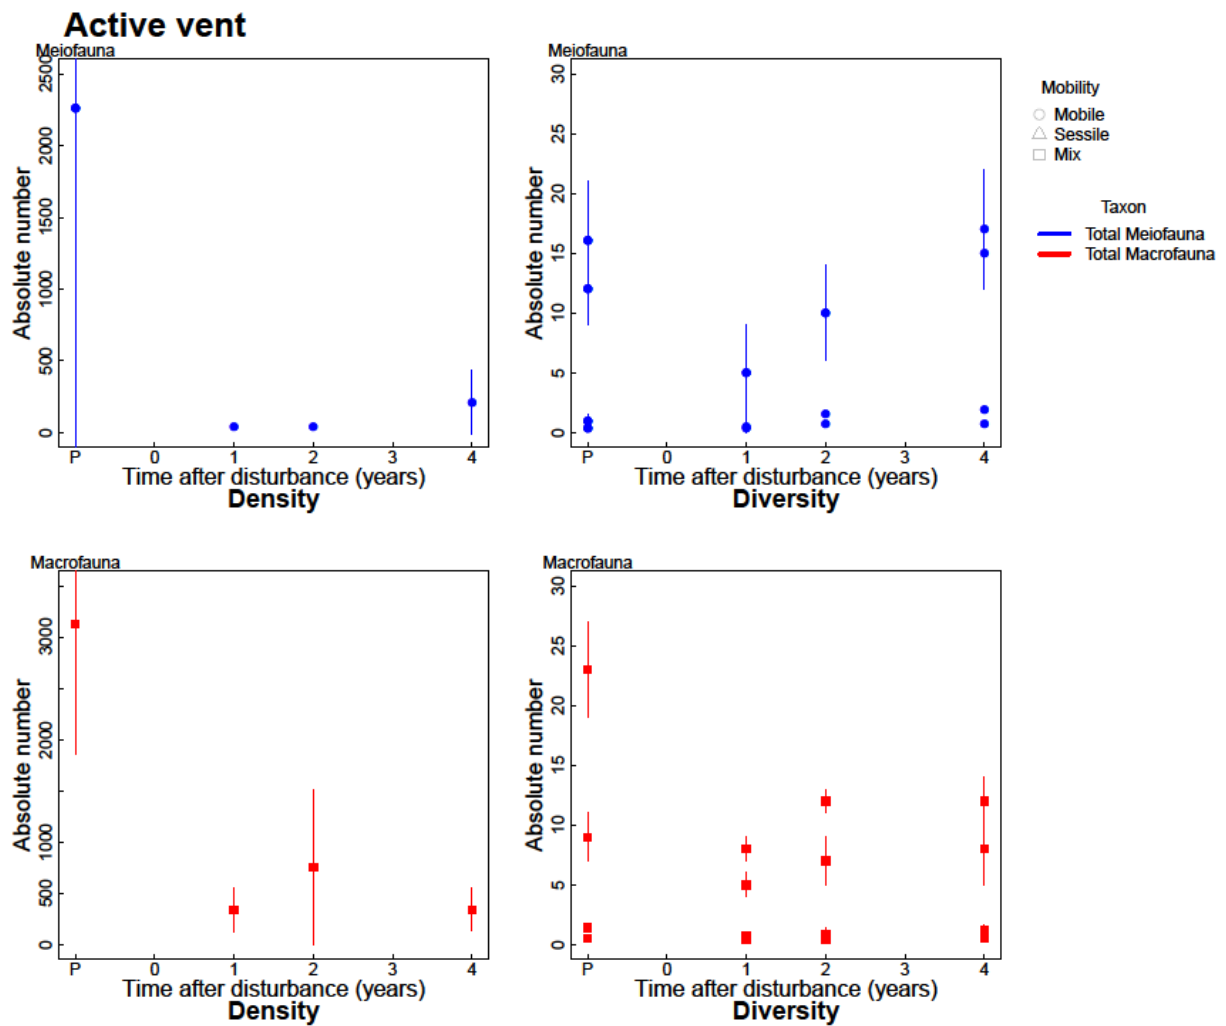 Active vent
Meiofauna
Absolute number
0
500
1000
1500
2000
2500
P 0 1 2 3 4
Time after disturbance (years)
Density
Meiofauna
Absolute number
0
5
10
15
20
25
30
P 0 1 2 3 4
Time after disturbance (years)
Diversity
Mobility
Mobile
Sessile
Mix
Taxon
Total Meiofauna
Total Macrofauna
Macrofauna
Absolute number
0
500
1000
2000
3000
P 0 1 2 3 4
Time after disturbance (years)
Density
Macrofauna
Absolute number
0
5
10
15
20
25
30
P 0 1 2 3 4
Time after disturbance (years)
Diversity